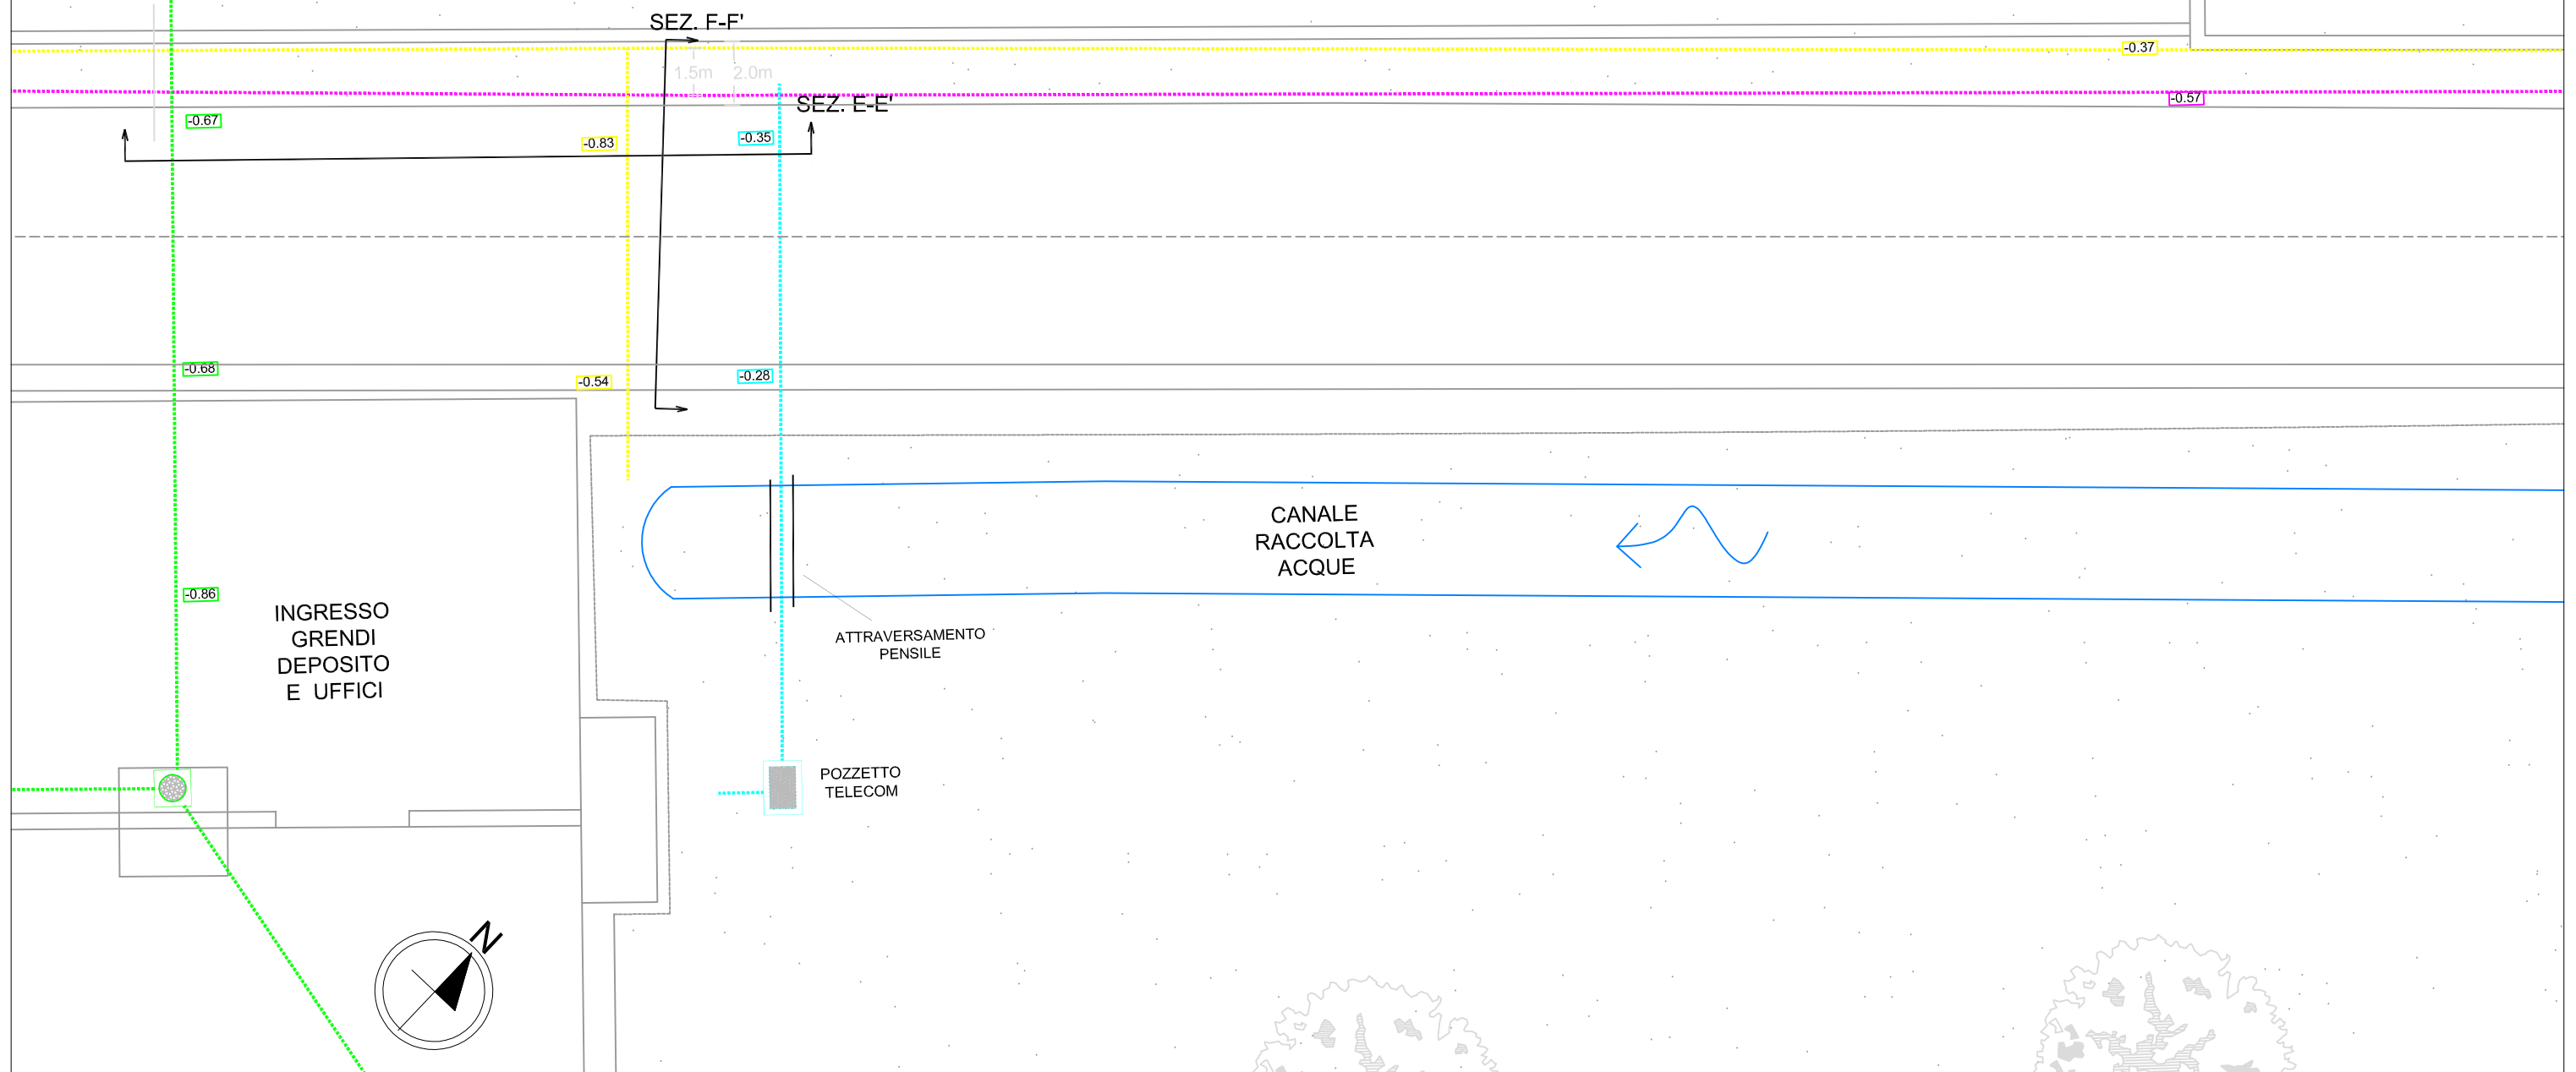 SEZ. F-F'
-0.37
1.5m 2.0m
-0.57
SEZ. E-E'
-0.67
-0.83
-0.35
-0.68
-0.54
-0.28
CANALE
RACCOLTA
ACQUE
-0.86
INGRESSO
GRENDI
DEPOSITO
E UFFICI
ATTRAVERSAMENTO
PENSILE
POZZETTO
TELECOM
N